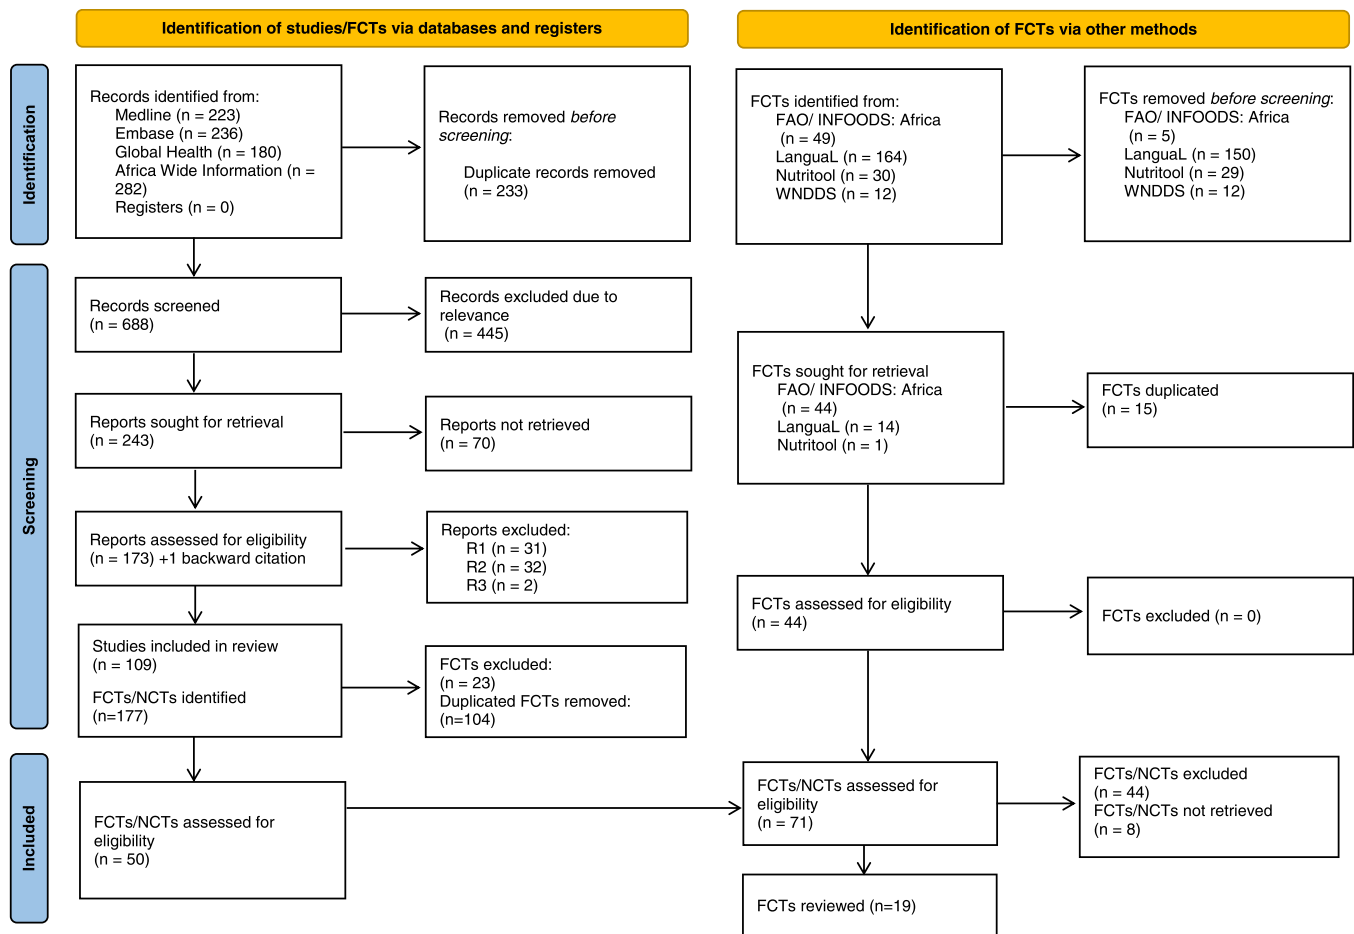 Identification of studies/FCTs via databases and registers
Identification of FCTs via other methods
Identification
Records identified from:
Medline (n = 223)
Embase (n = 236)
Global Health (n = 180)
Africa Wide Information (n =
282)
Registers (n = 0)
Records removed before
screening:
Duplicate records removed
(n = 233)
FCTs identified from:
FAO/ INFOODS: Africa
(n = 49)
LanguaL (n = 164)
Nutritool (n = 30)
WNDDS (n = 12)
FCTs removed before screening:
FAO/ INFOODS: Africa
(n = 5)
LanguaL (n = 150)
Nutritool (n = 29)
WNDDS (n = 12)
Screening
Records screened
(n = 688)
Records excluded due to
relevance
(n = 445)
Reports sought for retrieval
(n = 243)
Reports not retrieved
(n = 70)
FCTs sought for retrieval
FAO/ INFOODS: Africa
(n = 44)
LanguaL (n = 14)
Nutritool (n = 1)
FCTs duplicated
(n = 15)
Reports assessed for eligibility
(n = 173) +1 backward citation
Reports excluded:
R1 (n = 31)
R2 (n = 32)
R3 (n = 2)
FCTs assessed for eligibility
(n = 44)
FCTs excluded (n = 0)
Studies included in review
(n = 109)
FCTs/NCTs identified
(n=177)
FCTs excluded:
(n = 23)
Duplicated FCTs removed:
(n=104)
Included
FCTs/NCTs assessed for
eligibility
(n = 50)
FCTs/NCTs assessed for
eligibility
(n = 71)
FCTs/NCTs excluded
(n = 44)
FCTs/NCTs not retrieved
(n = 8)
FCTs reviewed (n=19)